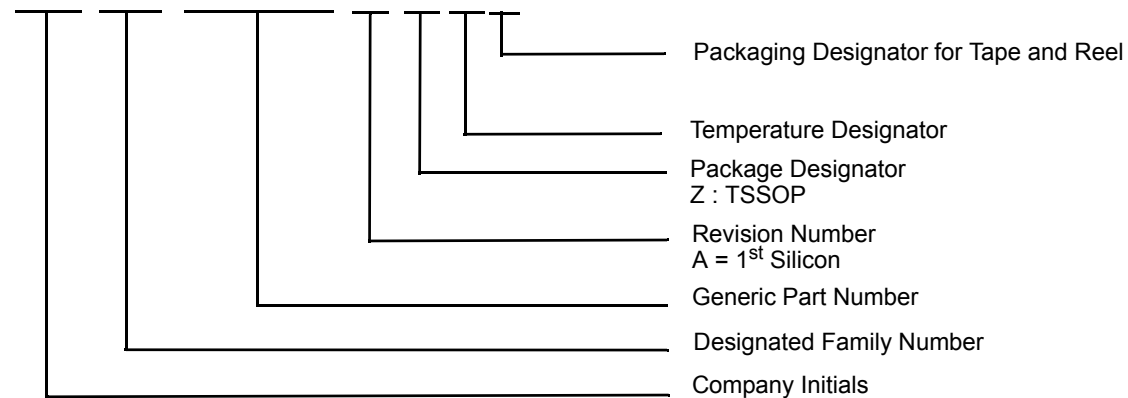 Packaging Designator for Tape and Reel
Temperature Designator
Package Designator
Z : TSSOP
Revision Number
A = 1st Silicon
Generic Part Number
Designated Family Number
Company Initials